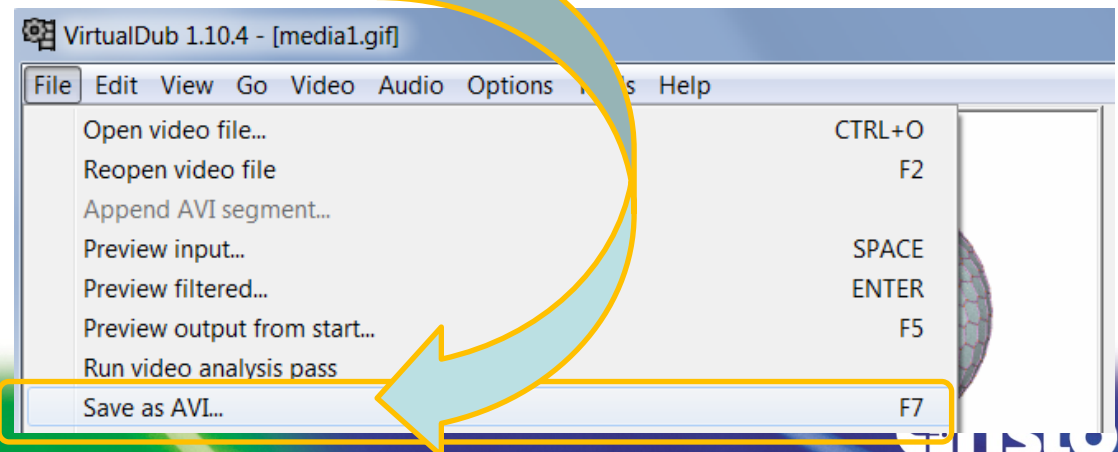 VirtualDub 1.10.4 - [media1.gif]
File Edit View Go Video Audio Options Help
Open video file... CTRL+O
Reopen video file F2
Append AVI segment...
Preview input... SPACE
Preview filtered... ENTER
Preview output from start... F5
Run video analysis pass
Save as AVI... F7